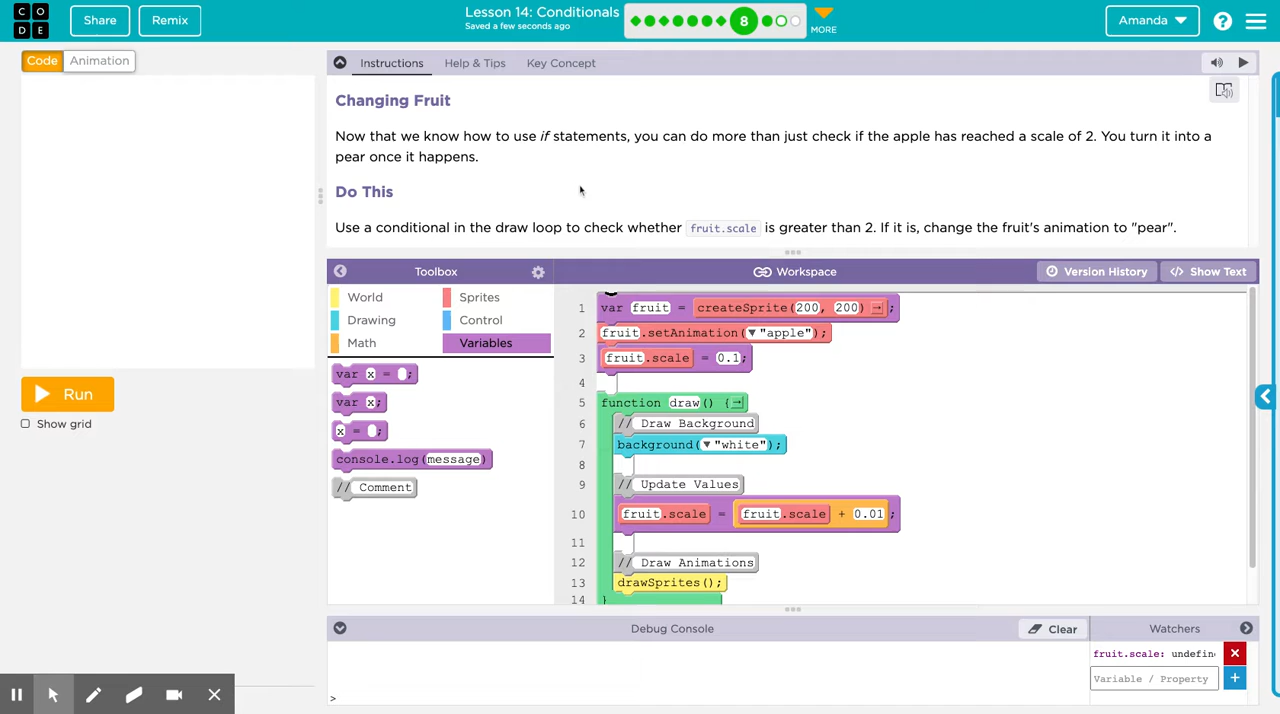 C O
D E
Share
Remix
Lesson 14: Conditionals
Saved a few seconds ago
8
MORE
Amanda
?
Code
Animation
Instructions
Help & Tips
Key Concept
Changing Fruit
Now that we know how to use if statements, you can do more than just check if the apple has reached a scale of 2. You turn it into a
pear once it happens.
Do This
Use a conditional in the draw loop to check whether fruit.scale is greater than 2. If it is, change the fruit's animation to "pear".
Run
Show grid
Toolbox
World
Sprites
Drawing
Control
Math
Variables
var x = ;
var x;
x = ;
console.log(message)
// Comment
Workspace
Version History
</> Show Text
1 var fruit = createSprite(200, 200) ;
2 fruit.setAnimation("apple");
3 fruit.scale = 0.1;
4
5 function draw() {
6 // Draw Background
7 background("white");
8
9 // Update Values
10 fruit.scale = fruit.scale + 0.01 ;
11
12 // Draw Animations
13 drawSprites();
14 }
Debug Console
Clear
Watchers
fruit.scale: undefin
Variable / Property
>